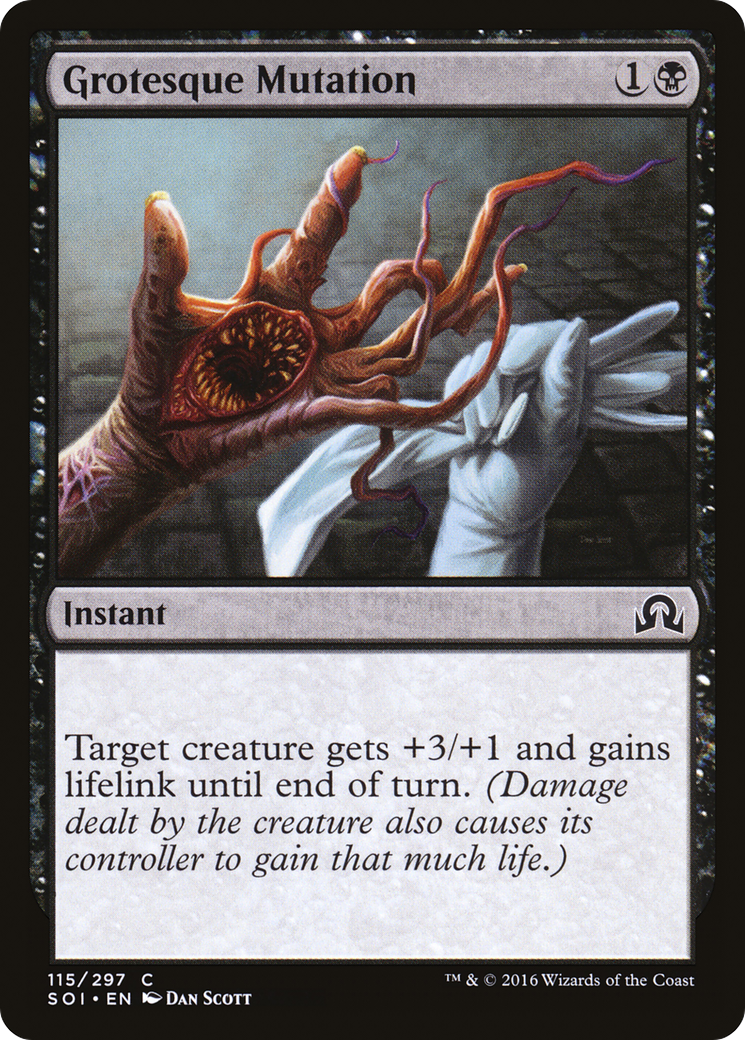 Grotesque Mutation 1
Instant
Target creature gets +3/+1 and gains
lifelink until end of turn. (Damage
dealt by the creature also causes its
controller to gain that much life.)
115/297 C
SOI • EN Dan Scott
™ & © 2016 Wizards of the Coast